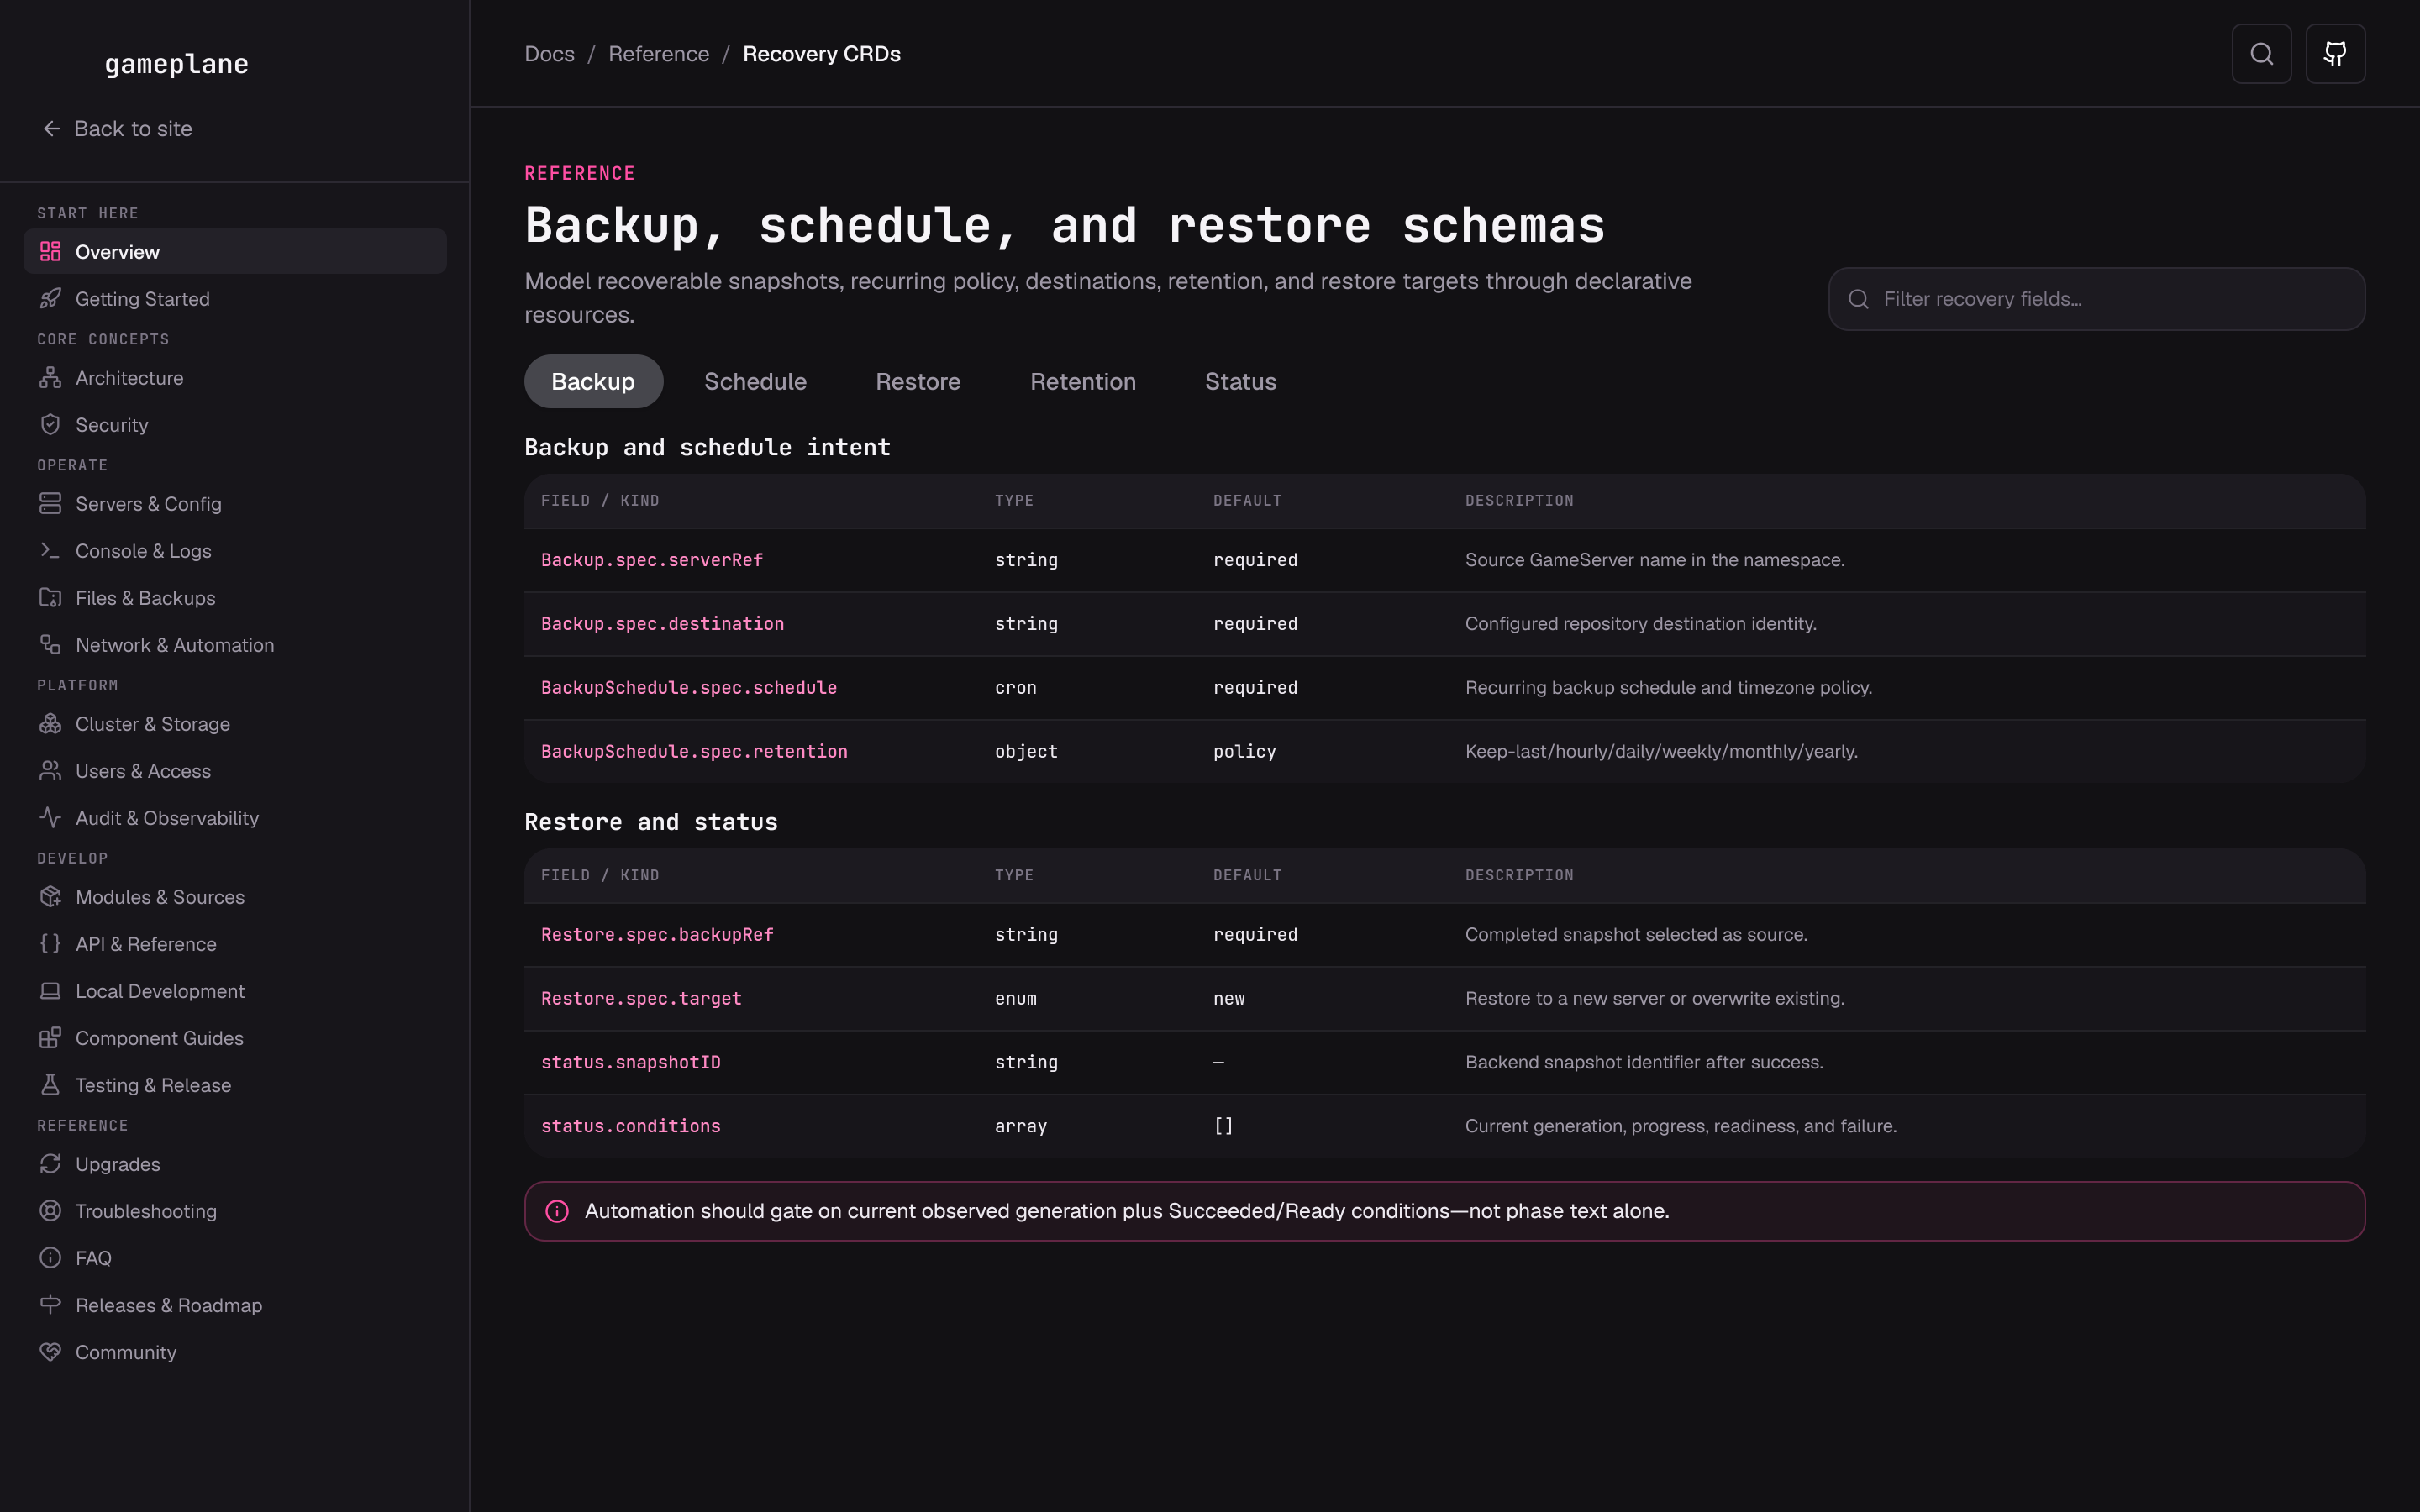 gameplane
Back to site
START HERE
Overview
Getting Started
CORE CONCEPTS
Architecture
Security
OPERATE
Servers & Config
Console & Logs
Files & Backups
Network & Automation
PLATFORM
Cluster & Storage
Users & Access
Audit & Observability
DEVELOP
Modules & Sources
API & Reference
Local Development
Component Guides
Testing & Release
REFERENCE
Upgrades
Troubleshooting
FAQ
Releases & Roadmap
Community
Docs / Reference / Recovery CRDs
REFERENCE
Backup, schedule, and restore schemas
Model recoverable snapshots, recurring policy, destinations, retention, and restore targets through declarative
resources.
Filter recovery fields...
Backup Schedule Restore Retention Status
Backup and schedule intent
FIELD / KIND TYPE DEFAULT DESCRIPTION
Backup.spec.serverRef string required Source GameServer name in the namespace.
Backup.spec.destination string required Configured repository destination identity.
BackupSchedule.spec.schedule cron required Recurring backup schedule and timezone policy.
BackupSchedule.spec.retention object policy Keep-last/hourly/daily/weekly/monthly/yearly.
Restore and status
FIELD / KIND TYPE DEFAULT DESCRIPTION
Restore.spec.backupRef string required Completed snapshot selected as source.
Restore.spec.target enum new Restore to a new server or overwrite existing.
status.snapshotID string — Backend snapshot identifier after success.
status.conditions array [] Current generation, progress, readiness, and failure.
Automation should gate on current observed generation plus Succeeded/Ready conditions—not phase text alone.